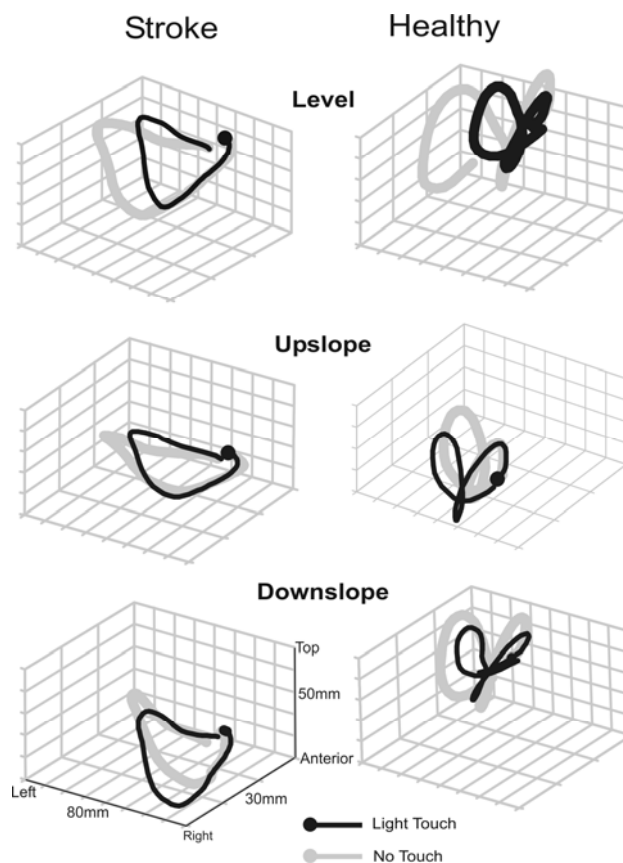 Stroke
Healthy
Level
Upslope
Downslope
Top
50mm
Anterior
Left
80mm
30mm
Right
Light Touch
No Touch